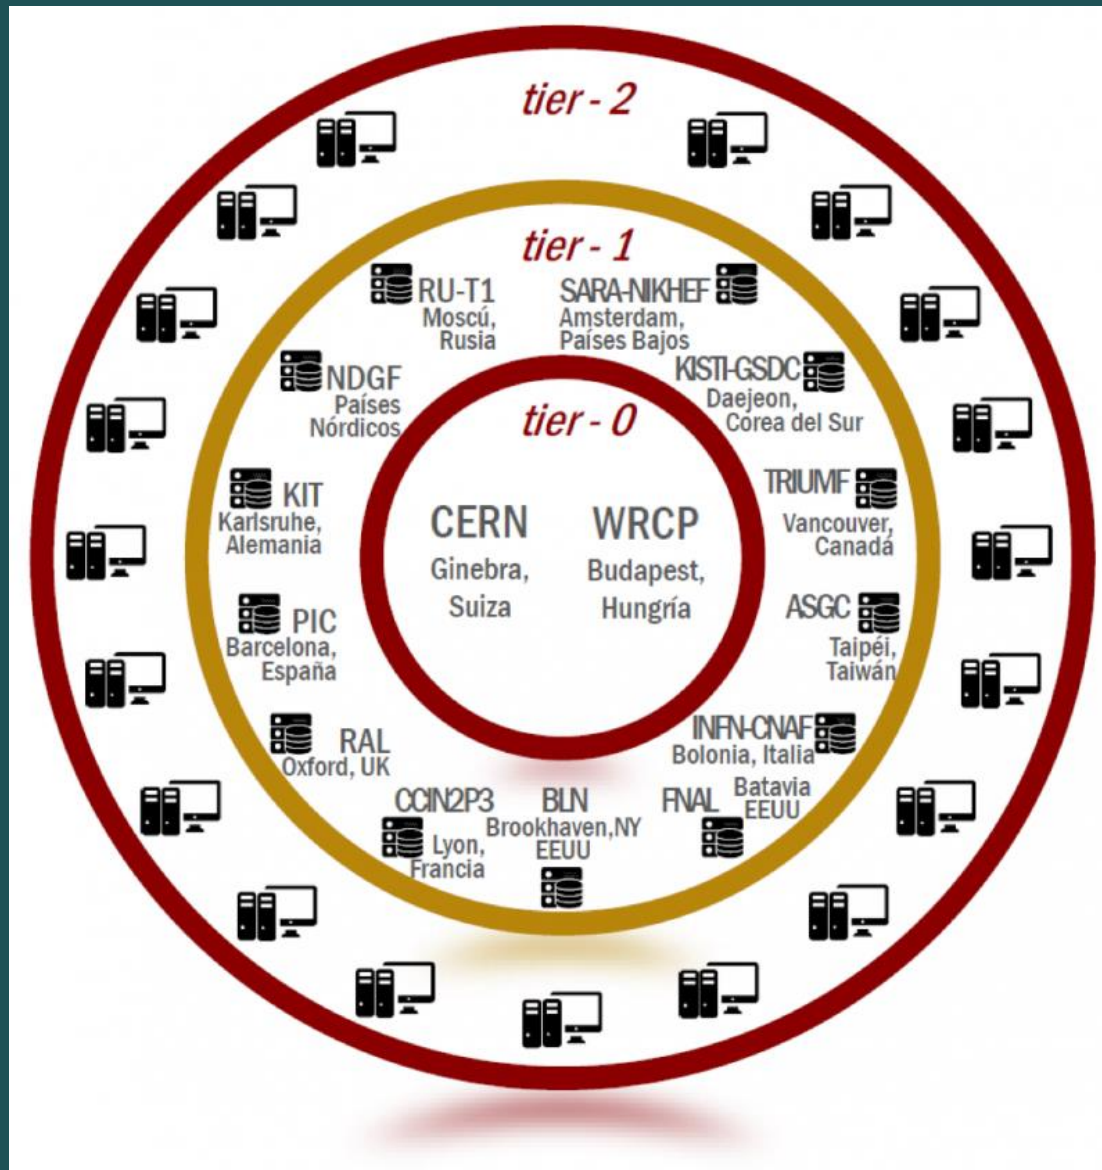 tier - 2
tier - 1
RU-T1
Moscú,
Rusia
SARA-NIKHEF
Amsterdam,
Países Bajos
NDGF
Países
Nórdicos
KISTI-GSDC
Daejeon,
Corea del Sur
tier - 0
KIT
Karlsruhe,
Alemania
CERN
Ginebra,
Suiza
WRCP
Budapest,
Hungría
TRIUMF
Vancouver,
Canadá
PIC
Barcelona,
España
ASGC
Taipéi,
Taiwán
RAL
Oxford, UK
INFN-CNAF
Bolonia, Italia
CCIN2P3
Lyon,
Francia
BLN
Brookhaven,NY
EEUU
FNAL
Batavia
EEUU